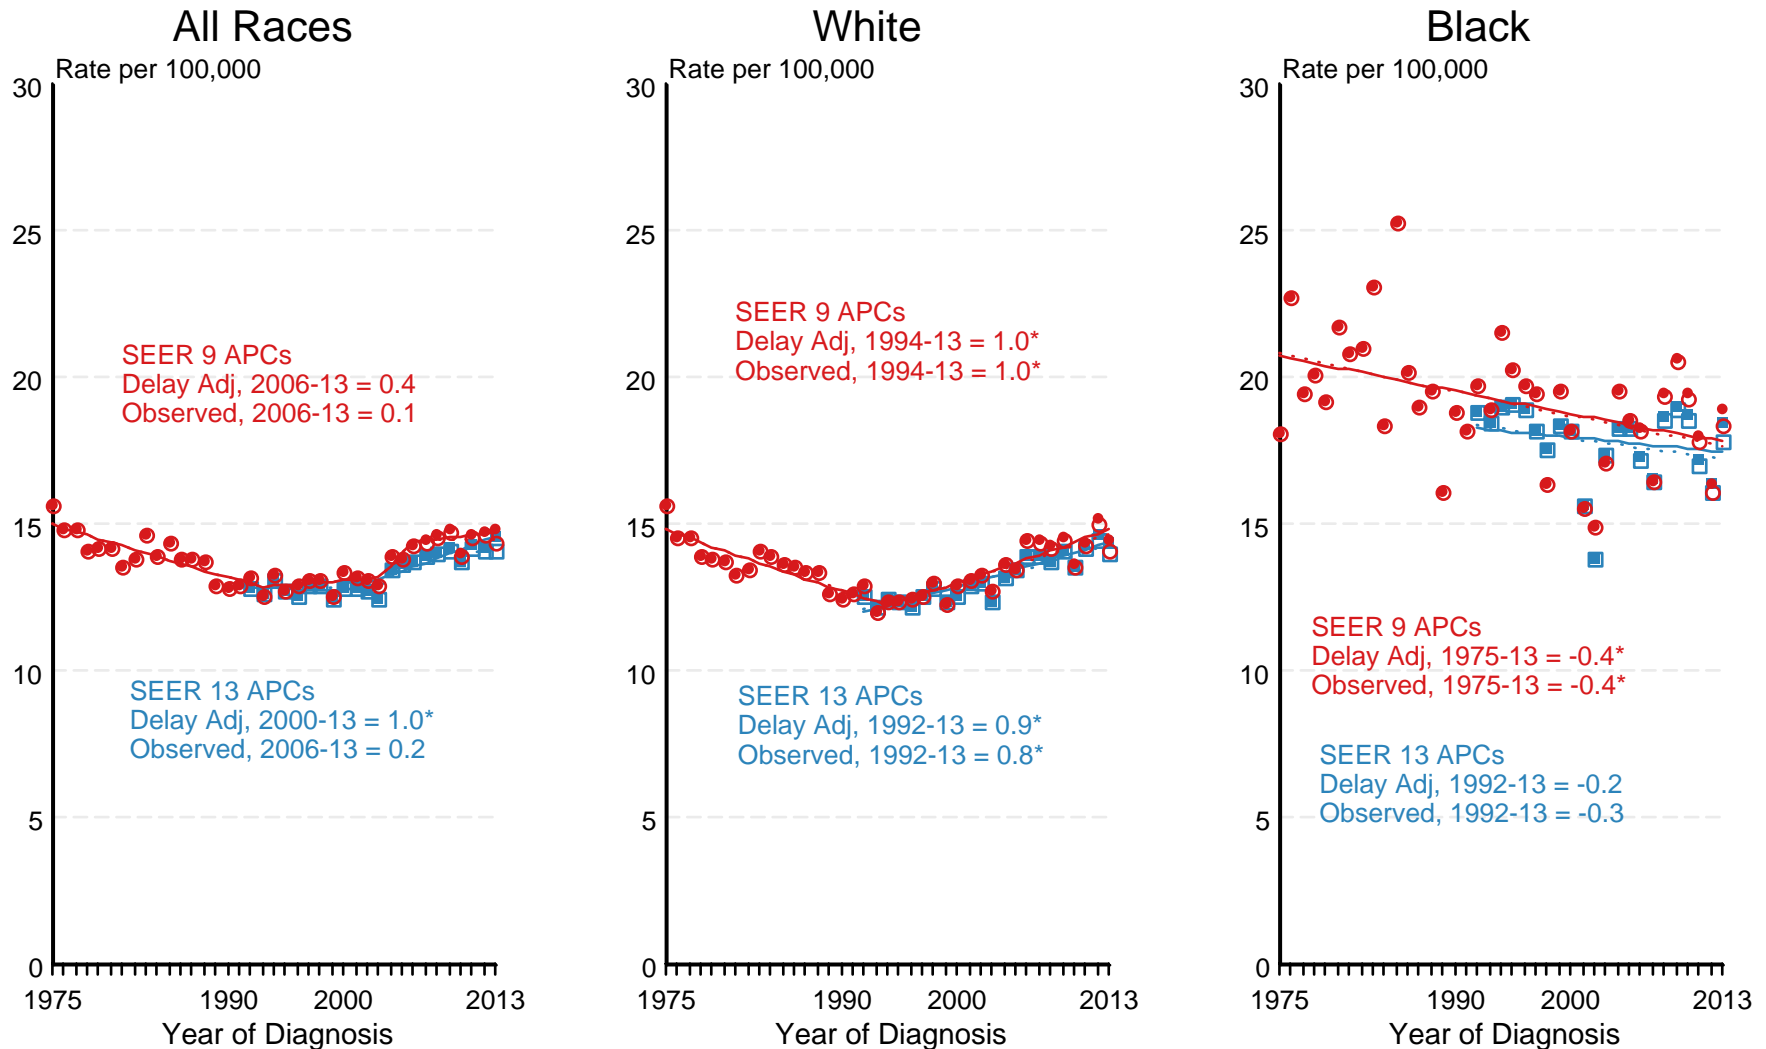 All Races
Rate per 100,000
30
25
20
15
10
5
0
SEER 9 APCs
Delay Adj, 2006-13 = 0.4
Observed, 2006-13 = 0.1
SEER 13 APCs
Delay Adj, 2000-13 = 1.0*
Observed, 2006-13 = 0.2
1975 1990 2000 2013
Year of Diagnosis
White
Rate per 100,000
30
25
20
15
10
5
0
SEER 9 APCs
Delay Adj, 1994-13 = 1.0*
Observed, 1994-13 = 1.0*
SEER 13 APCs
Delay Adj, 1992-13 = 0.9*
Observed, 1992-13 = 0.8*
1975 1990 2000 2013
Year of Diagnosis
Black
Rate per 100,000
30
25
20
15
10
5
0
SEER 9 APCs
Delay Adj, 1975-13 = -0.4*
Observed, 1975-13 = -0.4*
SEER 13 APCs
Delay Adj, 1992-13 = -0.2
Observed, 1992-13 = -0.3
1975 1990 2000 2013
Year of Diagnosis